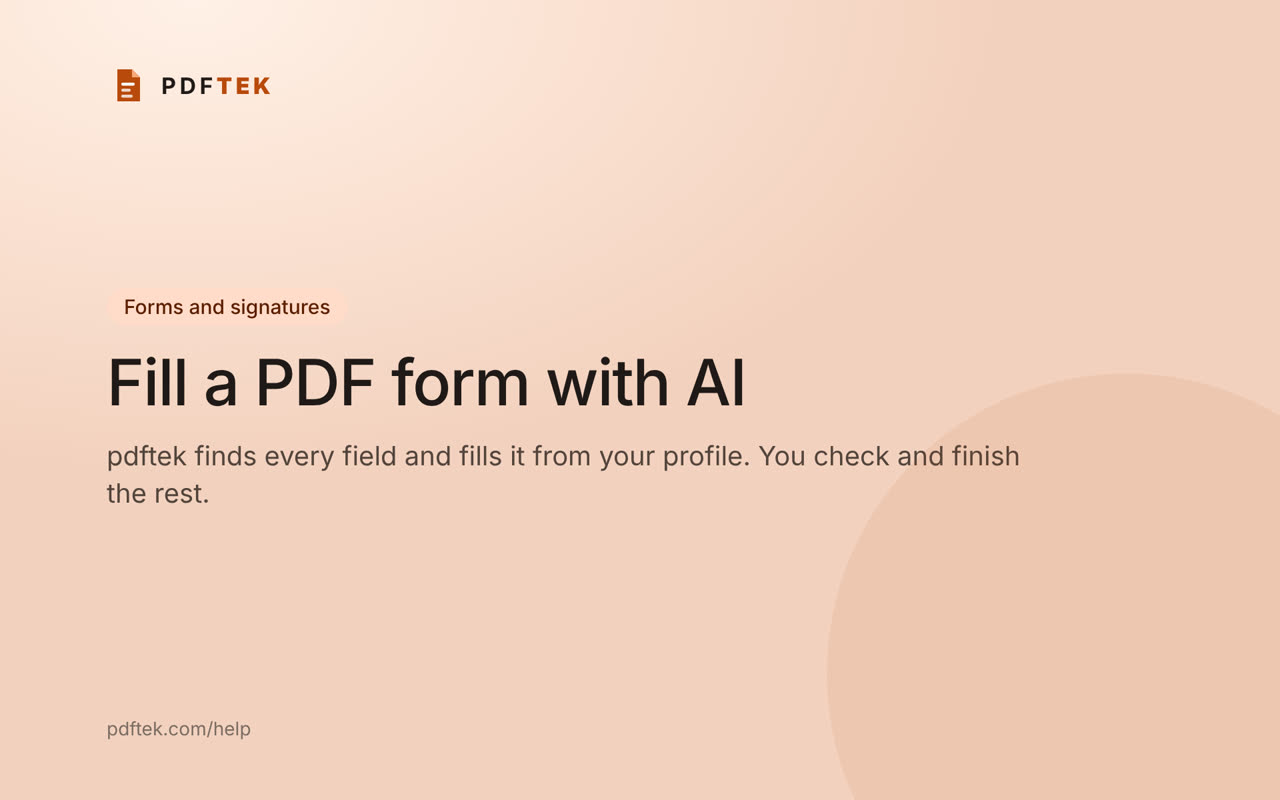 PDFTEK
Forms and signatures
Fill a PDF form with AI
pdftek finds every field and fills it from your profile. You check and finish
the rest.
pdftek.com/help